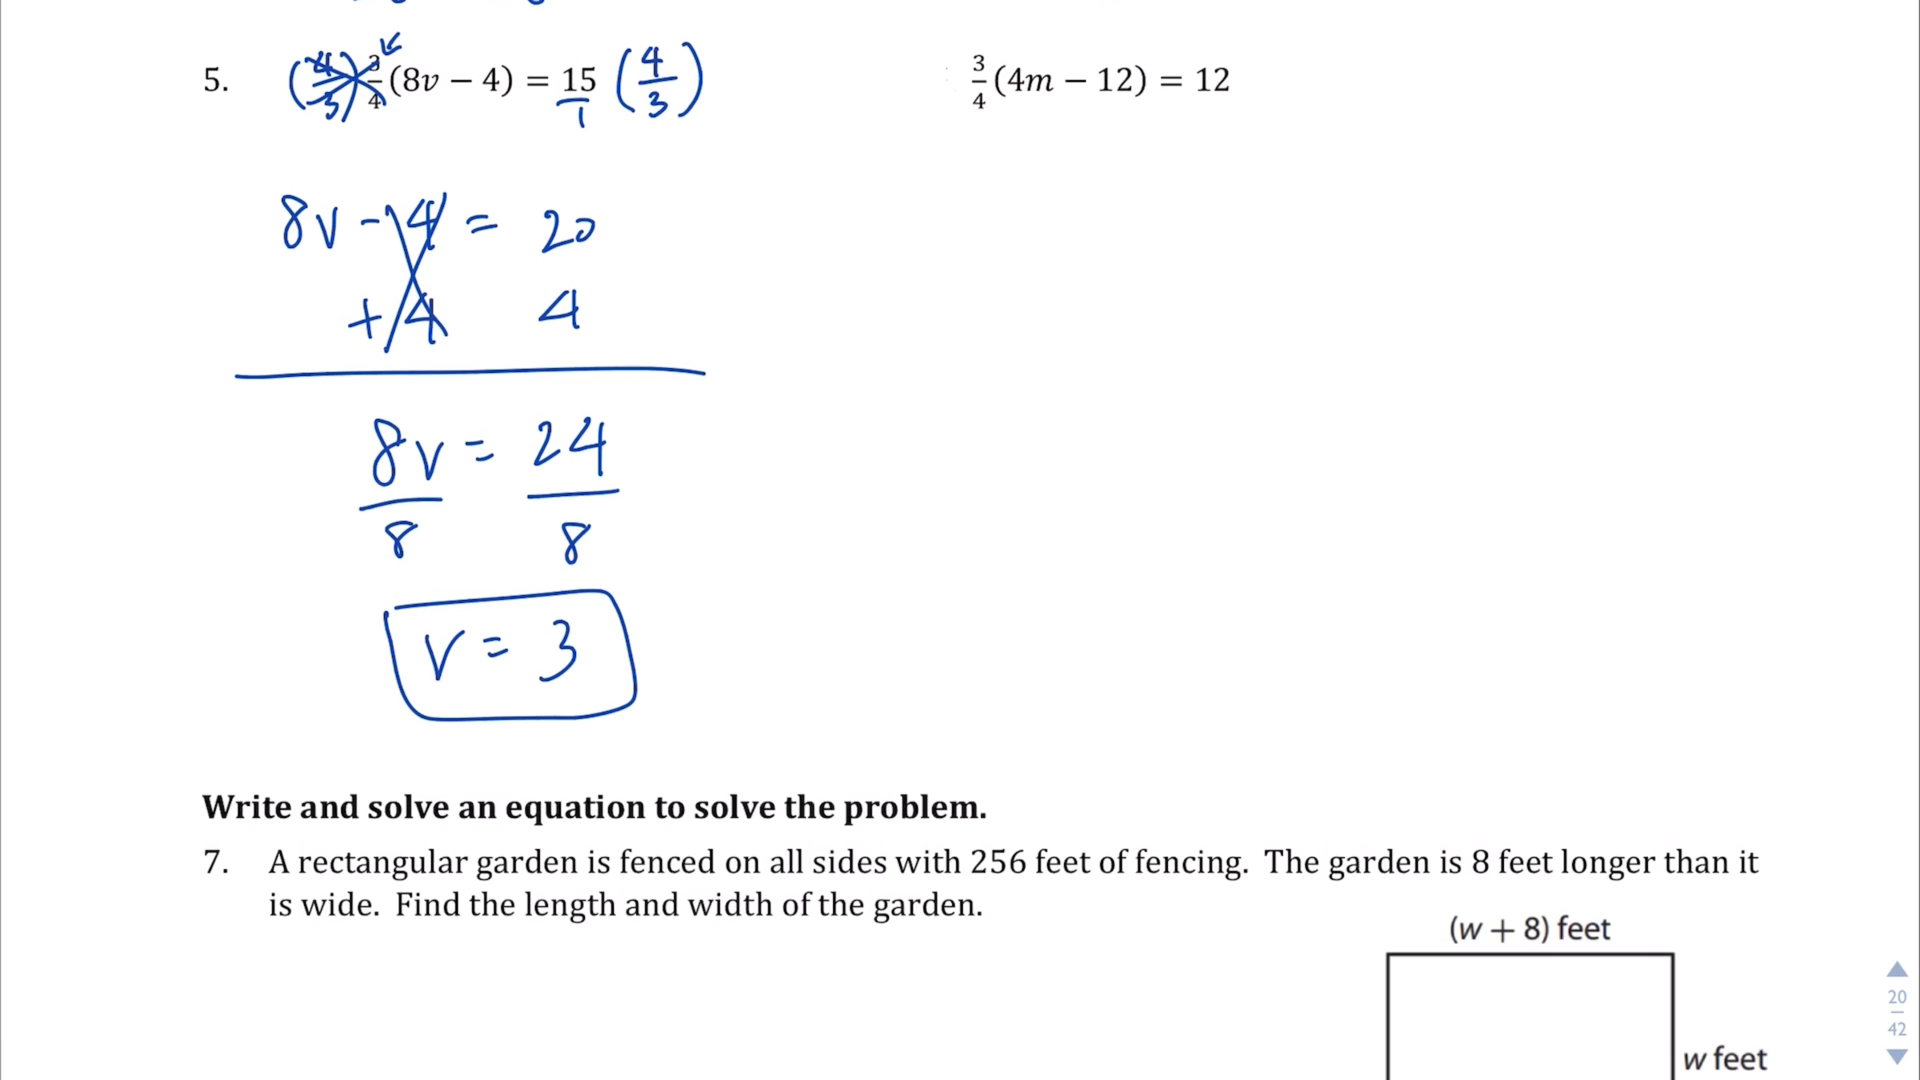 5. (4/3) 3/4 (8v − 4) = 15/1 (4/3)
3/4 (4m − 12) = 12
8v - 4 = 20
+ 4 4
8v = 24
8 8
v = 3
Write and solve an equation to solve the problem.
7. A rectangular garden is fenced on all sides with 256 feet of fencing. The garden is 8 feet longer than it
is wide. Find the length and width of the garden.
(w + 8) feet
w feet
20
42